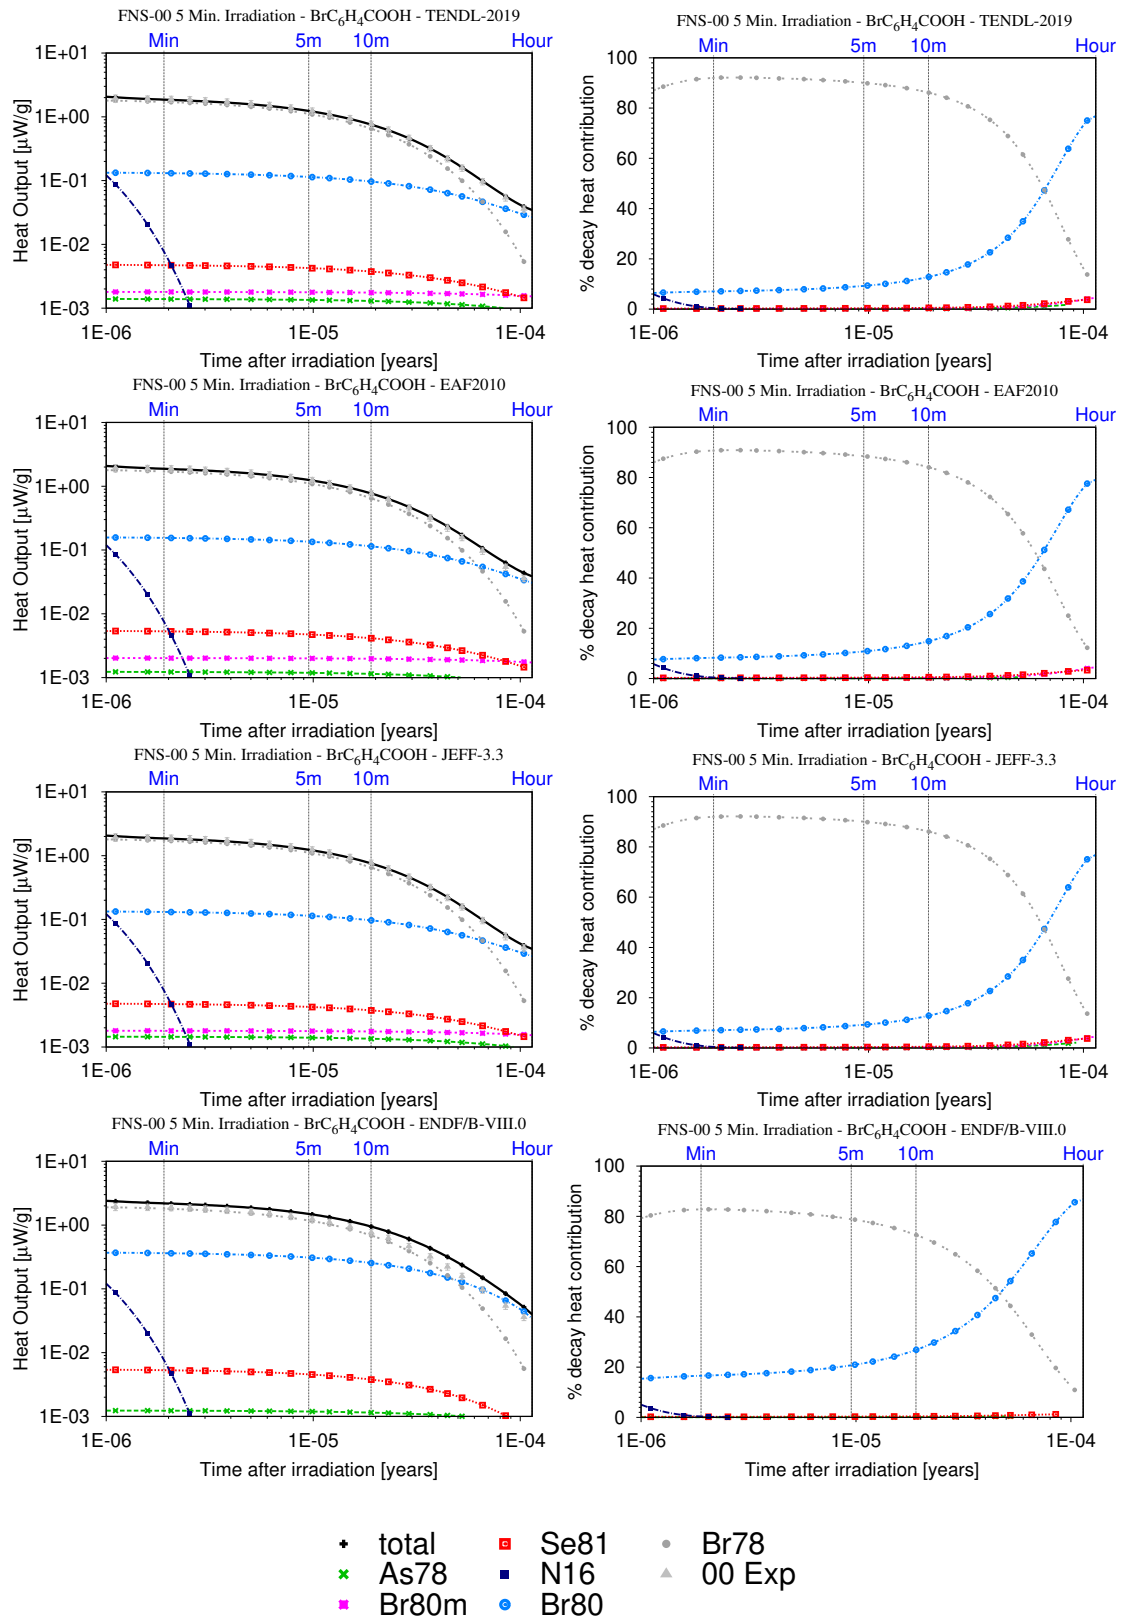 FNS-00 5 Min. Irradiation - BrC6H4COOH - TENDL-2019
Min 5m 10m Hour
Heat Output [μW/g]
1E+01
1E+00
1E-01
1E-02
1E-03
1E-06 1E-05 1E-04
Time after irradiation [years]
FNS-00 5 Min. Irradiation - BrC6H4COOH - TENDL-2019
Min 5m 10m Hour
% decay heat contribution
100
80
60
40
20
0
1E-06 1E-05 1E-04
Time after irradiation [years]
FNS-00 5 Min. Irradiation - BrC6H4COOH - EAF2010
Min 5m 10m Hour
Heat Output [μW/g]
1E+01
1E+00
1E-01
1E-02
1E-03
1E-06 1E-05 1E-04
Time after irradiation [years]
FNS-00 5 Min. Irradiation - BrC6H4COOH - EAF2010
Min 5m 10m Hour
% decay heat contribution
100
80
60
40
20
0
1E-06 1E-05 1E-04
Time after irradiation [years]
FNS-00 5 Min. Irradiation - BrC6H4COOH - JEFF-3.3
Min 5m 10m Hour
Heat Output [μW/g]
1E+01
1E+00
1E-01
1E-02
1E-03
1E-06 1E-05 1E-04
Time after irradiation [years]
FNS-00 5 Min. Irradiation - BrC6H4COOH - JEFF-3.3
Min 5m 10m Hour
% decay heat contribution
100
80
60
40
20
0
1E-06 1E-05 1E-04
Time after irradiation [years]
FNS-00 5 Min. Irradiation - BrC6H4COOH - ENDF/B-VIII.0
Min 5m 10m Hour
Heat Output [μW/g]
1E+01
1E+00
1E-01
1E-02
1E-03
1E-06 1E-05 1E-04
Time after irradiation [years]
FNS-00 5 Min. Irradiation - BrC6H4COOH - ENDF/B-VIII.0
Min 5m 10m Hour
% decay heat contribution
100
80
60
40
20
0
1E-06 1E-05 1E-04
Time after irradiation [years]
total Se81 Br78
As78 N16 00 Exp
Br80m Br80